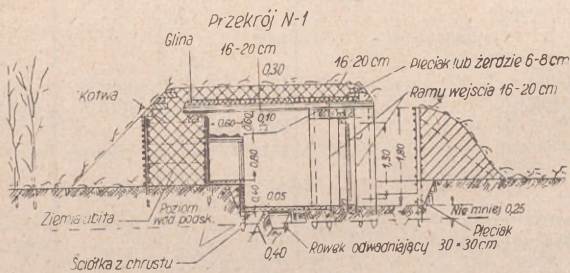 Przekrój N-1
Glina
16-20 cm
0,30
16-20 cm
Pleciak lub żerdzie 6-8 cm
Ramy wejścia 16-20 cm
Kotwa
0,60
0,60
0,10
0,80
1,30
1,80
0,40
0,05
Ziemia ubita
Poziom
wód podsk.
Nie mniej 0,25
Pleciak
0,40
Rowek odwadniający 30×30cm
Ściółka z chrustu